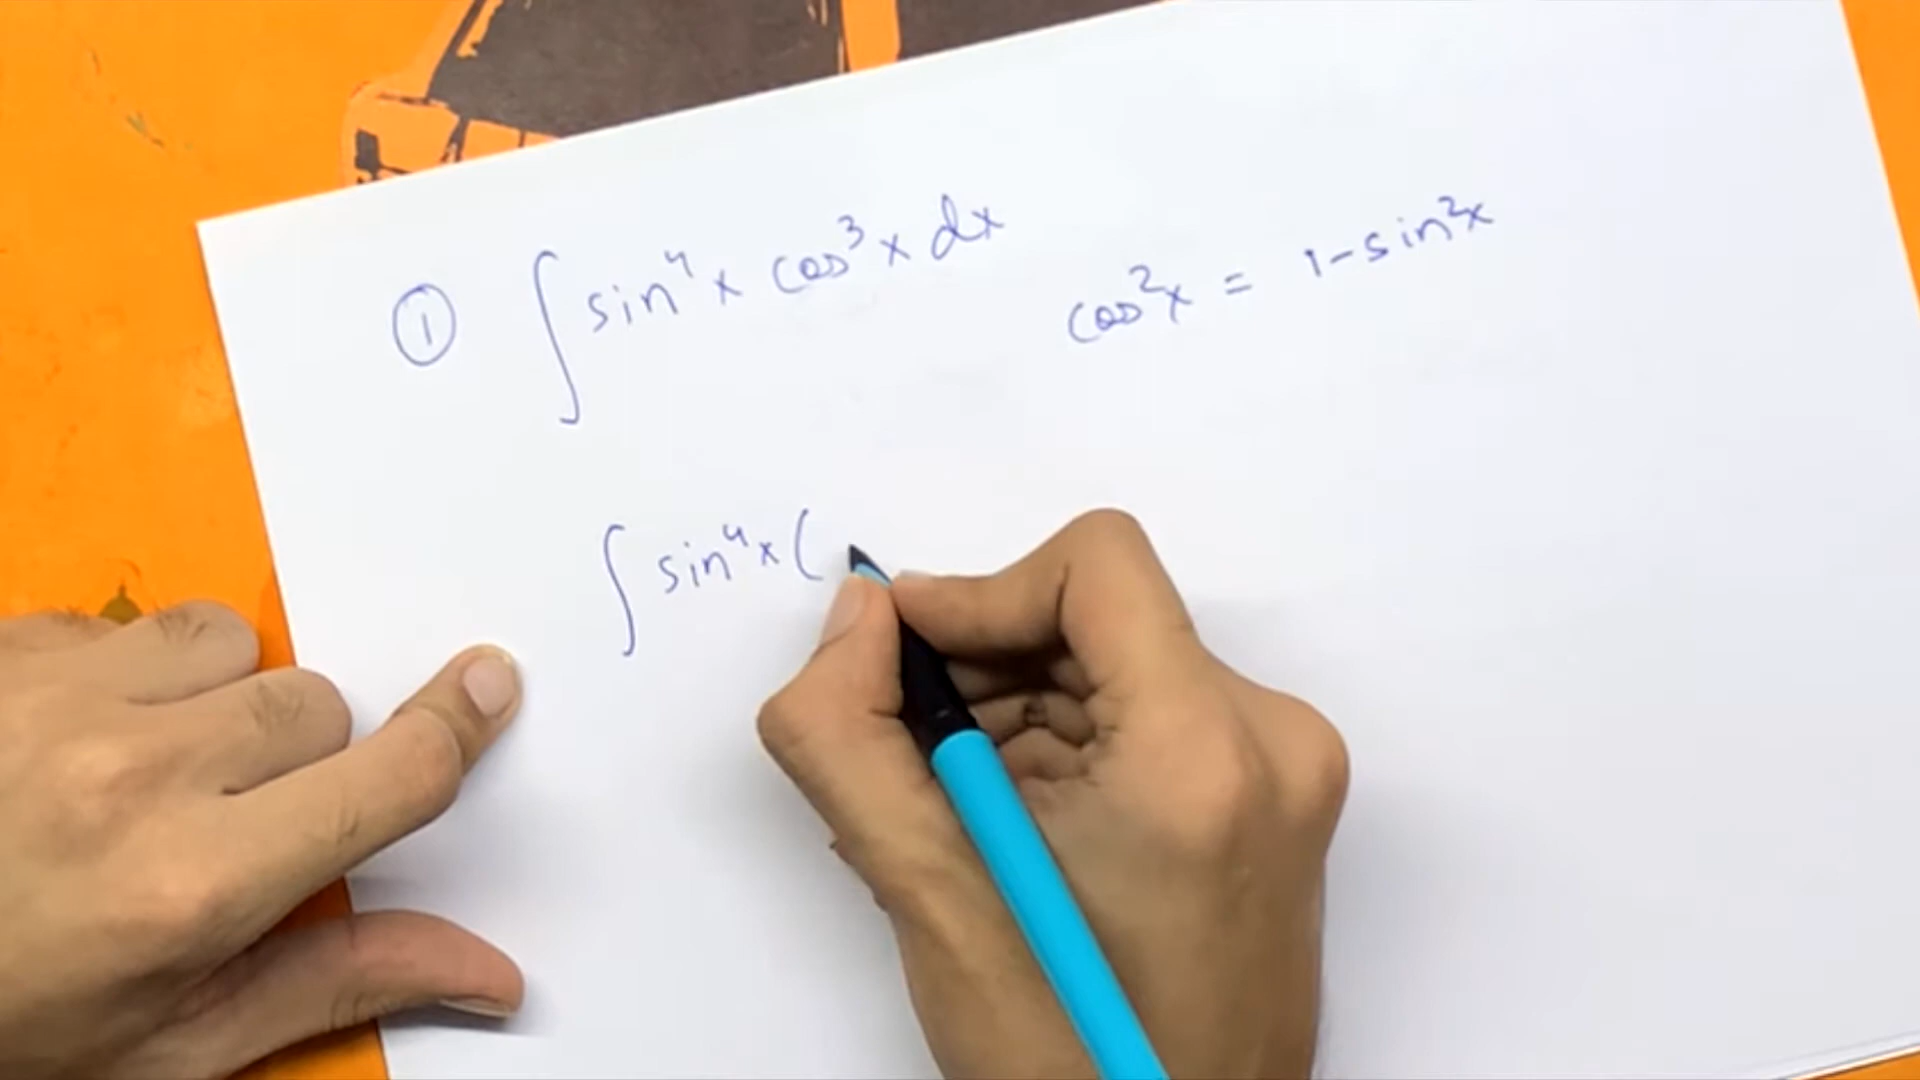 ① ∫ sin⁴x cos³x dx
cos²x = 1-sin²x
∫ sin⁴x (